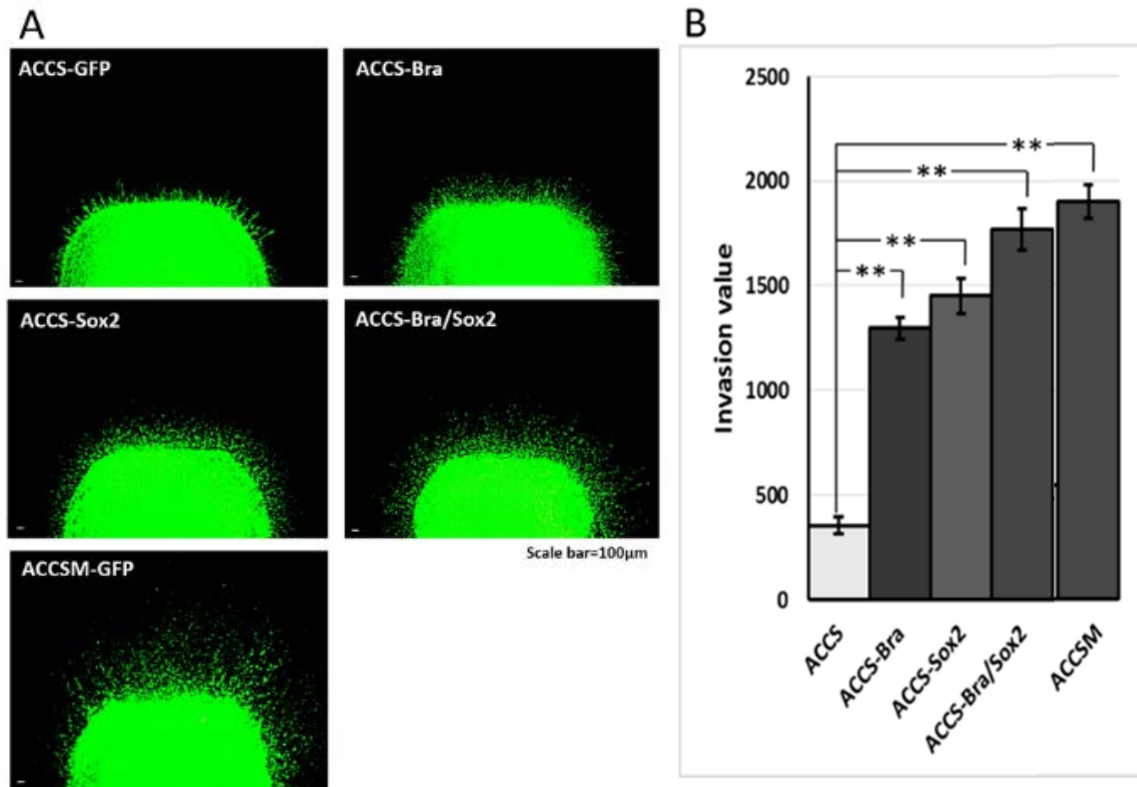 A
ACCS-GFP
ACCS-Bra
ACCS-Sox2
ACCS-Bra/Sox2
Scale bar=100μm
ACCSM-GFP
B
2500
2000
1500
1000
500
0
Invasion value
**
**
**
**
ACCS
ACCS-Bra
ACCS-Sox2
ACCS-Bra/Sox2
ACCSM